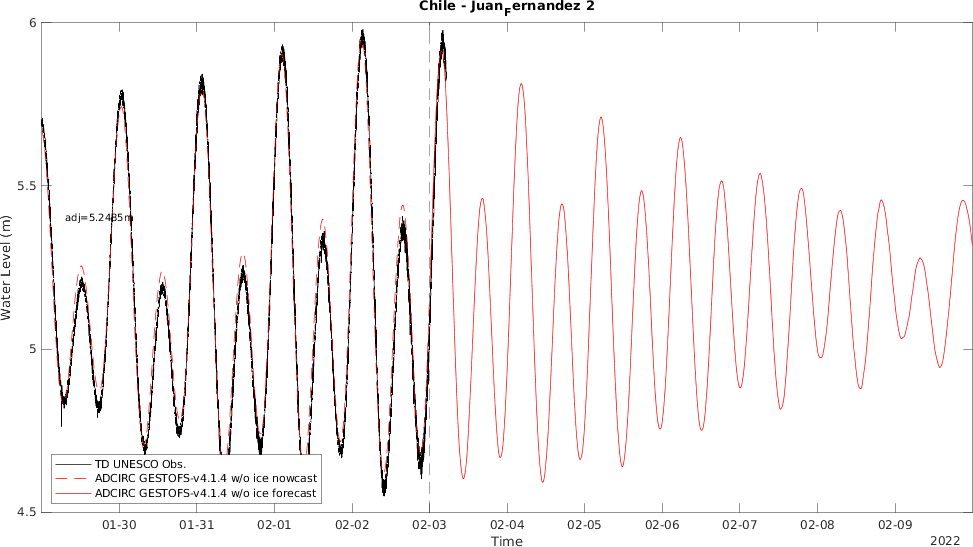 Chile - Juan_Fernandez 2
6
5.5
5
4.5
Water Level (m)
adj=5.2485m
TD UNESCO Obs.
ADCIRC GESTOFS-v4.1.4 w/o ice nowcast
ADCIRC GESTOFS-v4.1.4 w/o ice forecast
01-30 01-31 02-01 02-02 02-03 02-04 02-05 02-06 02-07 02-08 02-09
Time
2022